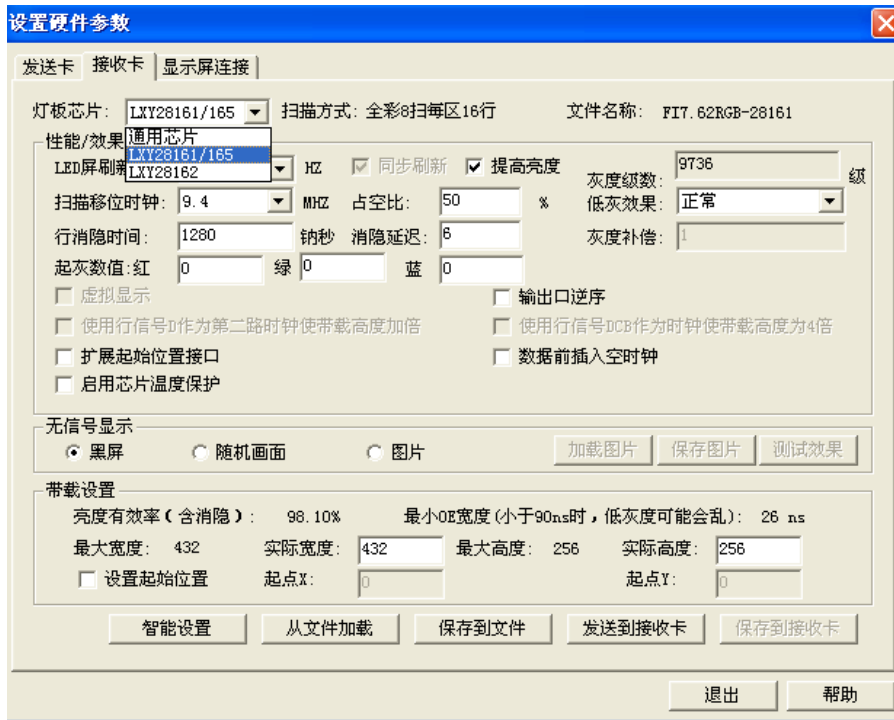 设置硬件参数
发送卡 接收卡 显示屏连接
灯板芯片: LXY28161/165 扫描方式: 全彩8扫每区16行 文件名称: FI7.62RGB-28161
通用芯片
LXY28161/165
LXY28162
性能/效果
LED屏刷新 HZ 同步刷新 提高亮度 灰度级数: 9736 级
扫描移位时钟: 9.4 MHZ 占空比: 50 % 低灰效果: 正常
行消隐时间: 1280 钠秒 消隐延迟: 6 灰度补偿: 1
起灰数值:红 0 绿 0 蓝 0
虚拟显示 输出口逆序
使用行信号D作为第二路时钟使带载高度加倍 使用行信号DCB作为时钟使带载高度为4倍
扩展起始位置接口 数据前插入空时钟
启用芯片温度保护
无信号显示
黑屏 随机画面 图片 加载图片 保存图片 测试效果
带载设置
亮度有效率(含消隐): 98.10% 最小OE宽度(小于90ns时,低灰度可能会乱): 26 ns
最大宽度: 432 实际宽度: 432 最大高度: 256 实际高度: 256
设置起始位置 起点X: 0 起点Y: 0
智能设置 从文件加载 保存到文件 发送到接收卡 保存到接收卡
退出 帮助